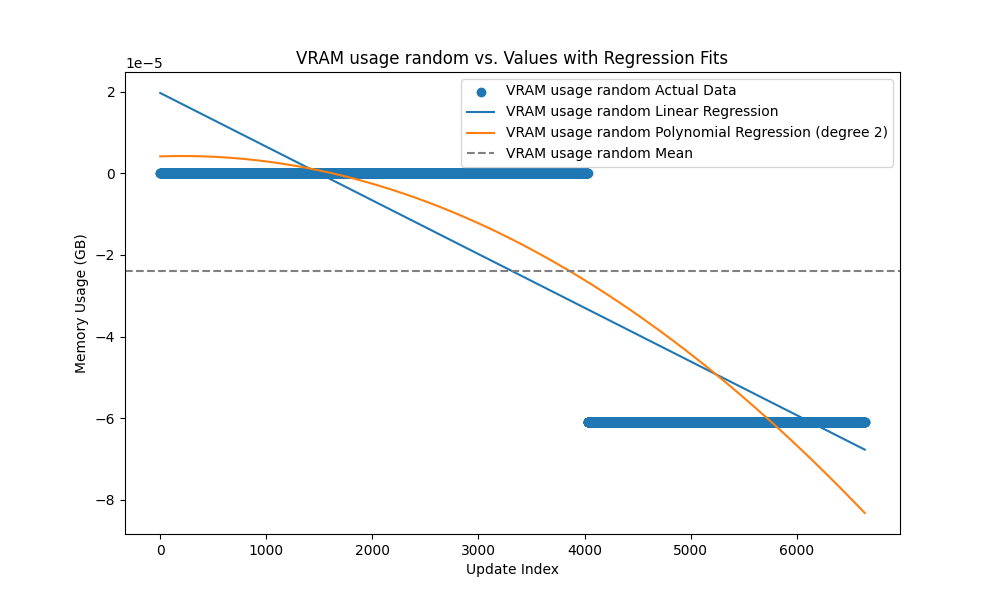 VRAM usage random vs. Values with Regression Fits
1e−5
VRAM usage random Actual Data
VRAM usage random Linear Regression
VRAM usage random Polynomial Regression (degree 2)
VRAM usage random Mean
2
0
−2
−4
−6
−8
Memory Usage (GB)
0 1000 2000 3000 4000 5000 6000
Update Index